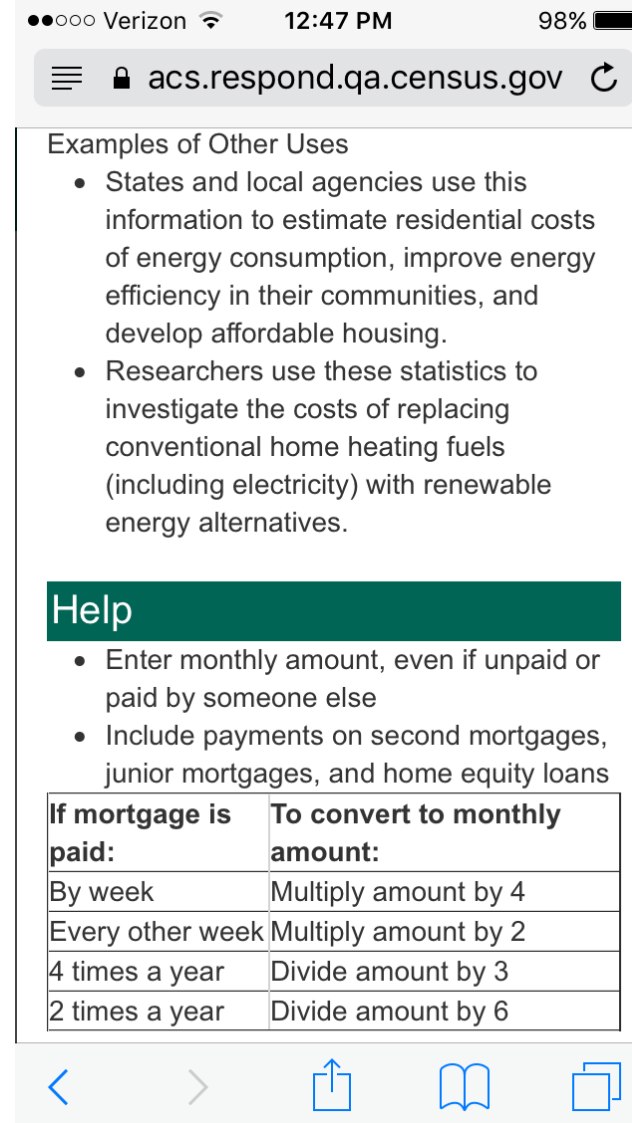 Verizon 12:47 PM 98%
acs.respond.qa.census.gov
Examples of Other Uses
• States and local agencies use this
information to estimate residential costs
of energy consumption, improve energy
efficiency in their communities, and
develop affordable housing.
• Researchers use these statistics to
investigate the costs of replacing
conventional home heating fuels
(including electricity) with renewable
energy alternatives.
Help
• Enter monthly amount, even if unpaid or
paid by someone else
• Include payments on second mortgages,
junior mortgages, and home equity loans
If mortgage is To convert to monthly
paid: amount:
By week Multiply amount by 4
Every other week Multiply amount by 2
4 times a year Divide amount by 3
2 times a year Divide amount by 6